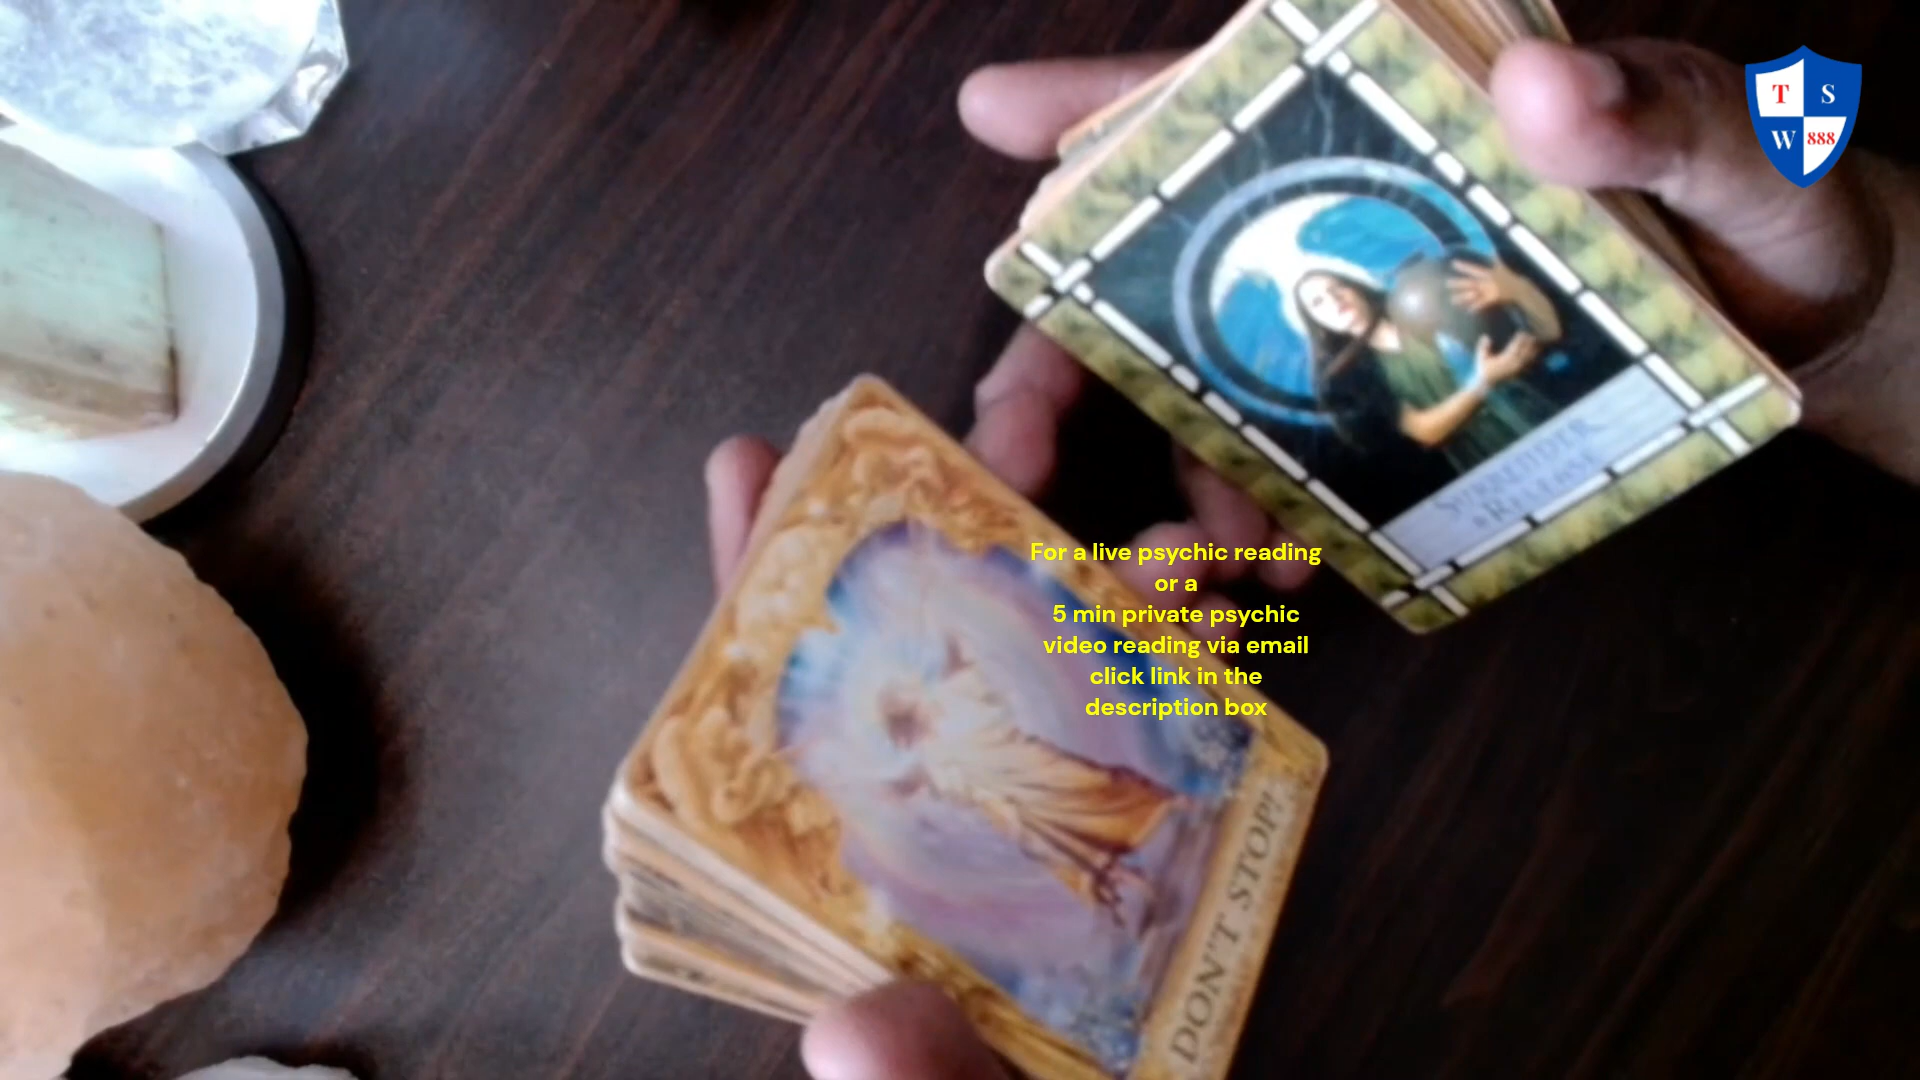 T S
W 888
SURRENDER
& RELEASE
For a live psychic reading
or a
5 min private psychic
video reading via email
click link in the
description box
DON'T STOP!